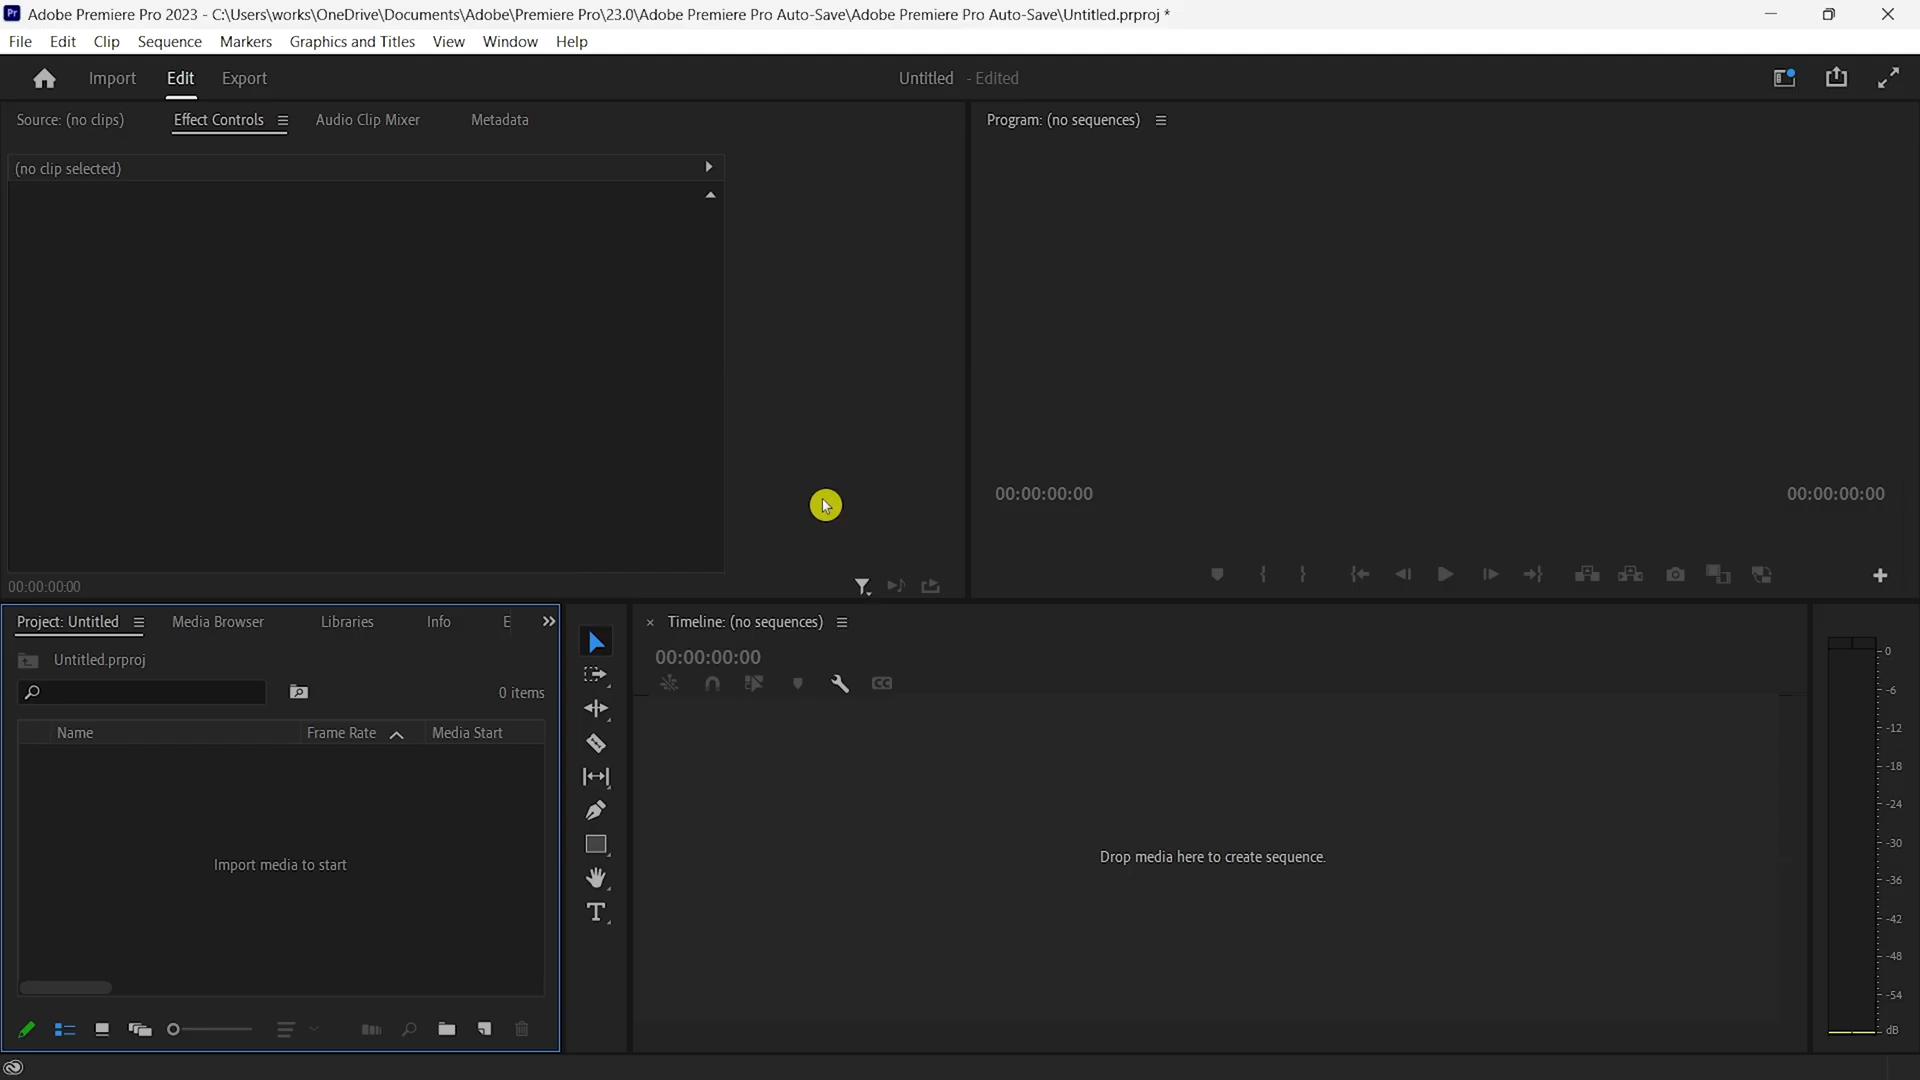 Adobe Premiere Pro 2023 - C:\Users\works\OneDrive\Documents\Adobe\Premiere Pro\23.0\Adobe Premiere Pro Auto-Save\Adobe Premiere Pro Auto-Save\Untitled.prproj *
File Edit Clip Sequence Markers Graphics and Titles View Window Help
Import Edit Export
Untitled - Edited
Source: (no clips) Effect Controls Audio Clip Mixer Metadata
Program: (no sequences)
(no clip selected)
00:00:00:00
00:00:00:00
00:00:00:00
Project: Untitled Media Browser Libraries Info E
Untitled.prproj
0 items
Name Frame Rate Media Start
Import media to start
Timeline: (no sequences)
00:00:00:00
CC
Drop media here to create sequence.
T
0
-6
-12
-18
-24
-30
-36
-42
-48
-54
dB